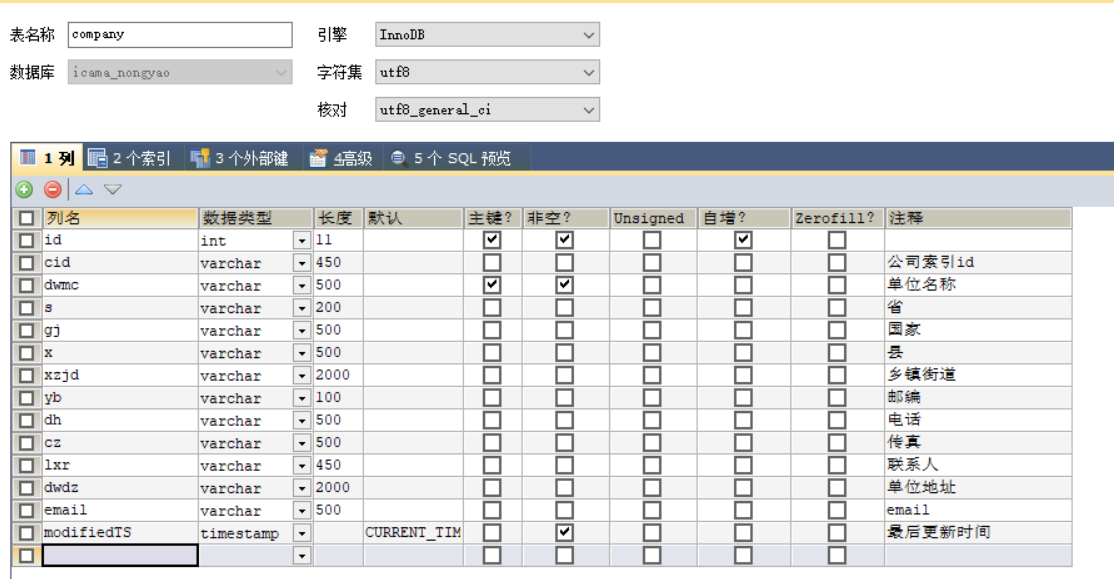 表名称 company 引擎 InnoDB
数据库 icama_nongyao 字符集 utf8
核对 utf8_general_ci
1 列 2 个索引 3 个外部键 4高级 5 个 SQL 预览
列名 数据类型 长度 默认 主键? 非空? Unsigned 自增? Zerofill? 注释
id int 11
cid varchar 450 公司索引id
dwmc varchar 500 单位名称
s varchar 200 省
gj varchar 500 国家
x varchar 500 县
xzjd varchar 2000 乡镇街道
yb varchar 100 邮编
dh varchar 500 电话
cz varchar 500 传真
lxr varchar 450 联系人
dwdz varchar 2000 单位地址
email varchar 500 email
modifiedTS timestamp CURRENT_TIM 最后更新时间